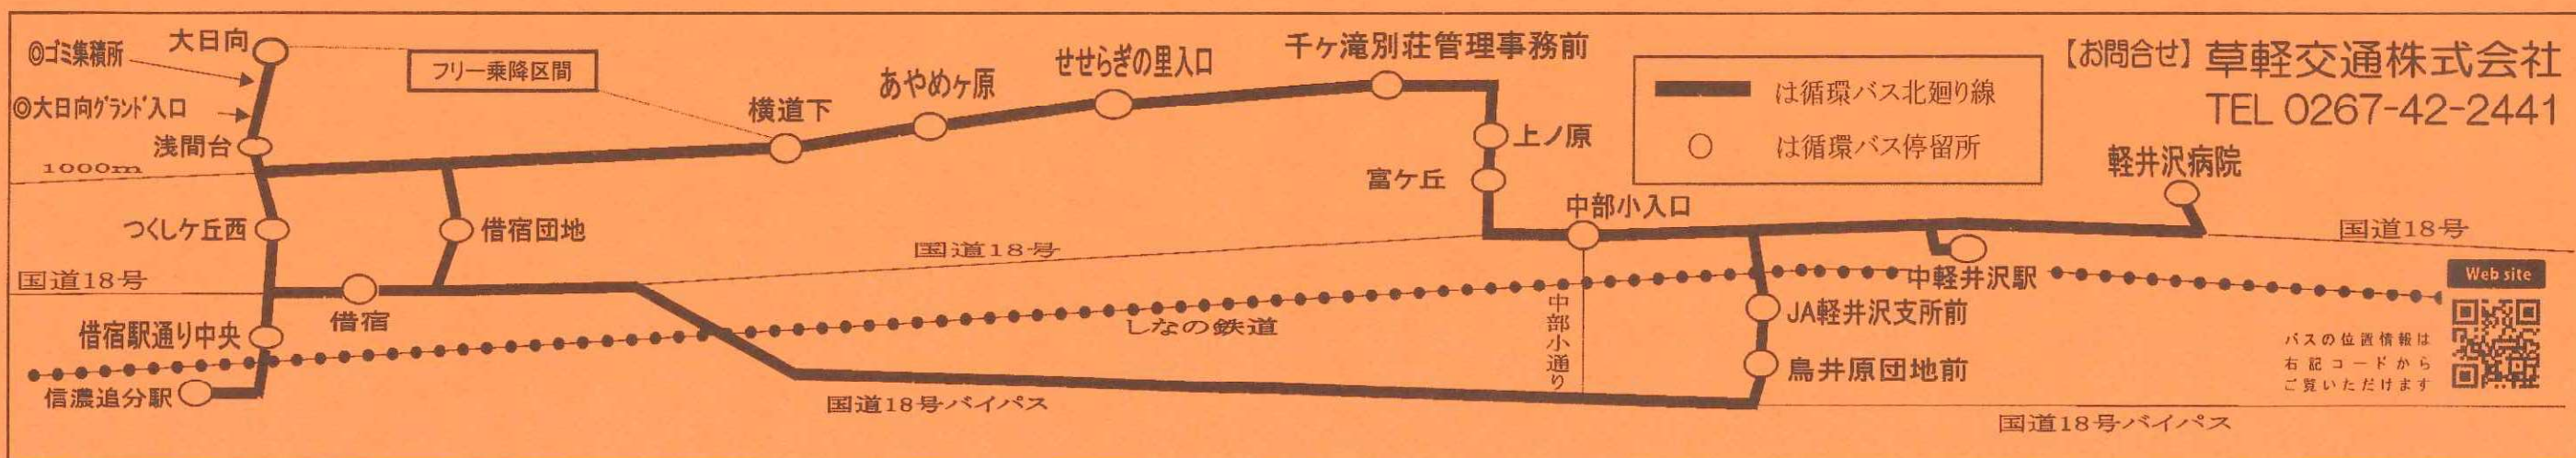 ◎ゴミ集積所
大日向
フリー乗降区間
◎大日向グランド入口
浅間台
1000m
横道下
あやめヶ原
せせらぎの里入口
千ヶ滝別荘管理事務前
は循環バス北廻り線
は循環バス停留所
【お問合せ】草軽交通株式会社
TEL 0267-42-2441
上ノ原
富ケ丘
中部小入口
軽井沢病院
つくしケ丘西
借宿団地
国道18号
国道18号
国道18号
中軽井沢駅
Web site
借宿
借宿駅通り中央
しなの鉄道
中部小通り
JA軽井沢支所前
鳥井原団地前
バスの位置情報は
右記コードから
ご覧いただけます
信濃追分駅
国道18号バイパス
国道18号バイパス